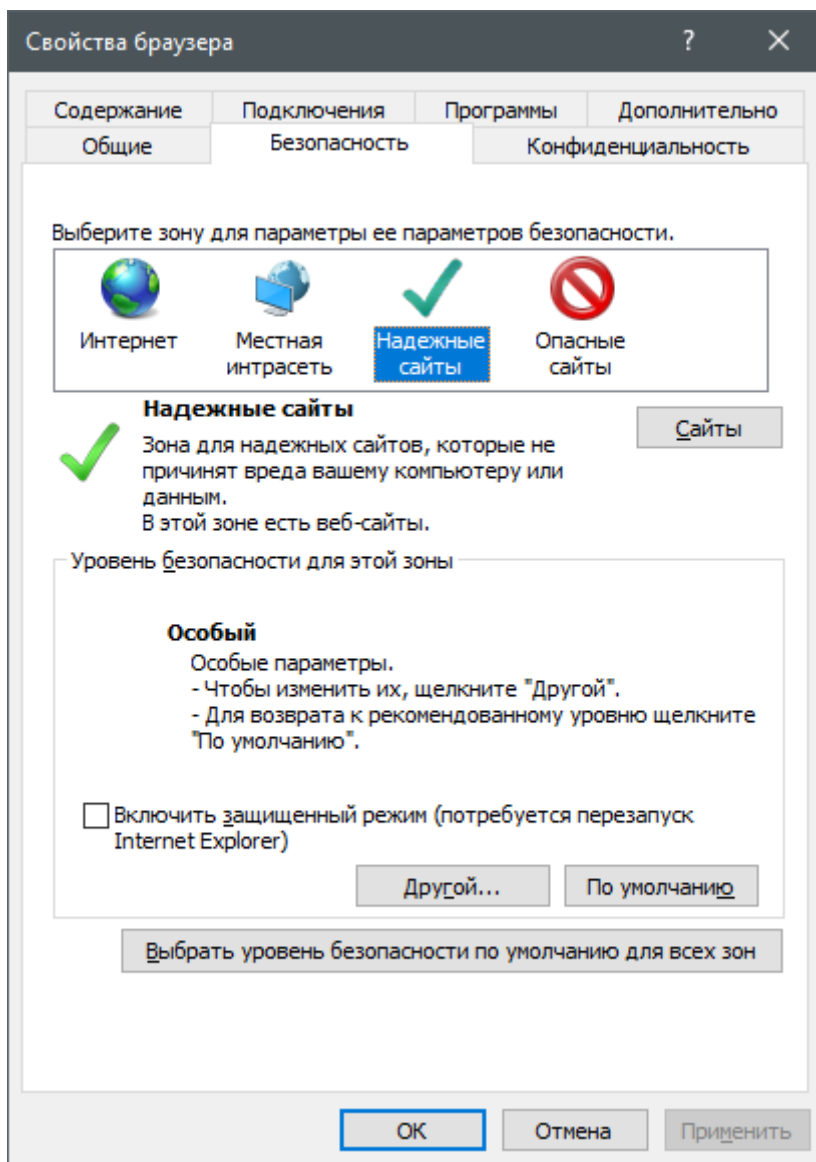 Свойства браузера
Содержание Подключения Программы Дополнительно
Общие Безопасность Конфиденциальность
Выберите зону для параметры ее параметров безопасности.
Интернет
Местная
интрасеть
Надежные
сайты
Опасные
сайты
Надежные сайты
Сайты
Зона для надежных сайтов, которые не
причинят вреда вашему компьютеру или
данным.
В этой зоне есть веб-сайты.
Уровень безопасности для этой зоны
Особый
Особые параметры.
- Чтобы изменить их, щелкните "Другой".
- Для возврата к рекомендованному уровню щелкните
"По умолчанию".
Включить защищенный режим (потребуется перезапуск
Internet Explorer)
Другой... По умолчанию
Выбрать уровень безопасности по умолчанию для всех зон
ОК Отмена Применить